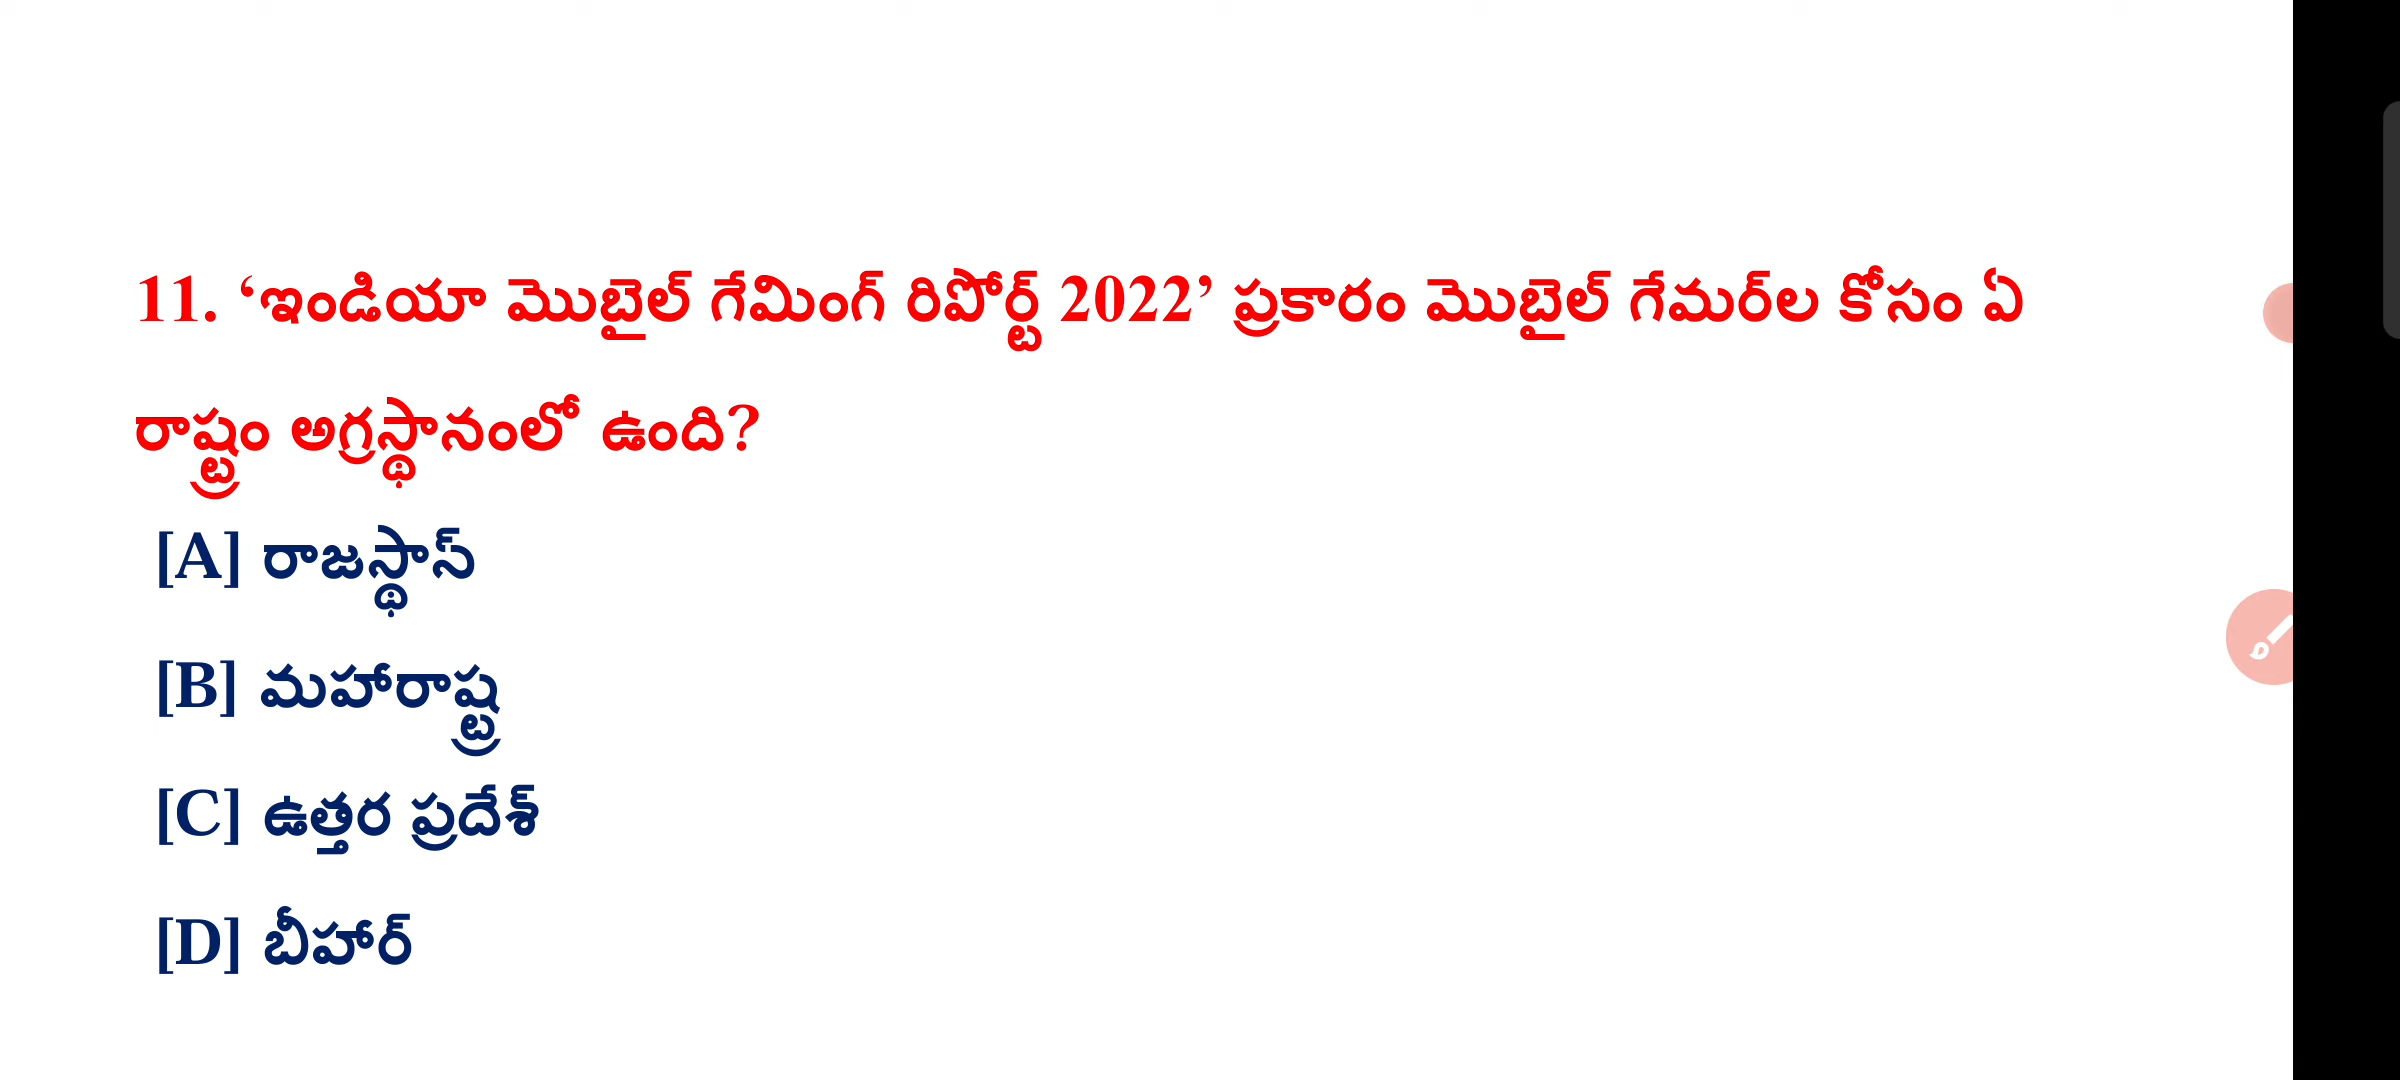 11. ‘ఇండియా మొబైల్ గేమింగ్ రిపోర్ట్ 2022’ ప్రకారం మొబైల్ గేమర్‌ల కోసం ఏ
రాష్ట్రం అగ్రస్థానంలో ఉంది?
[A] రాజస్థాన్
[B] మహారాష్ట్ర
[C] ఉత్తర ప్రదేశ్
[D] బీహార్